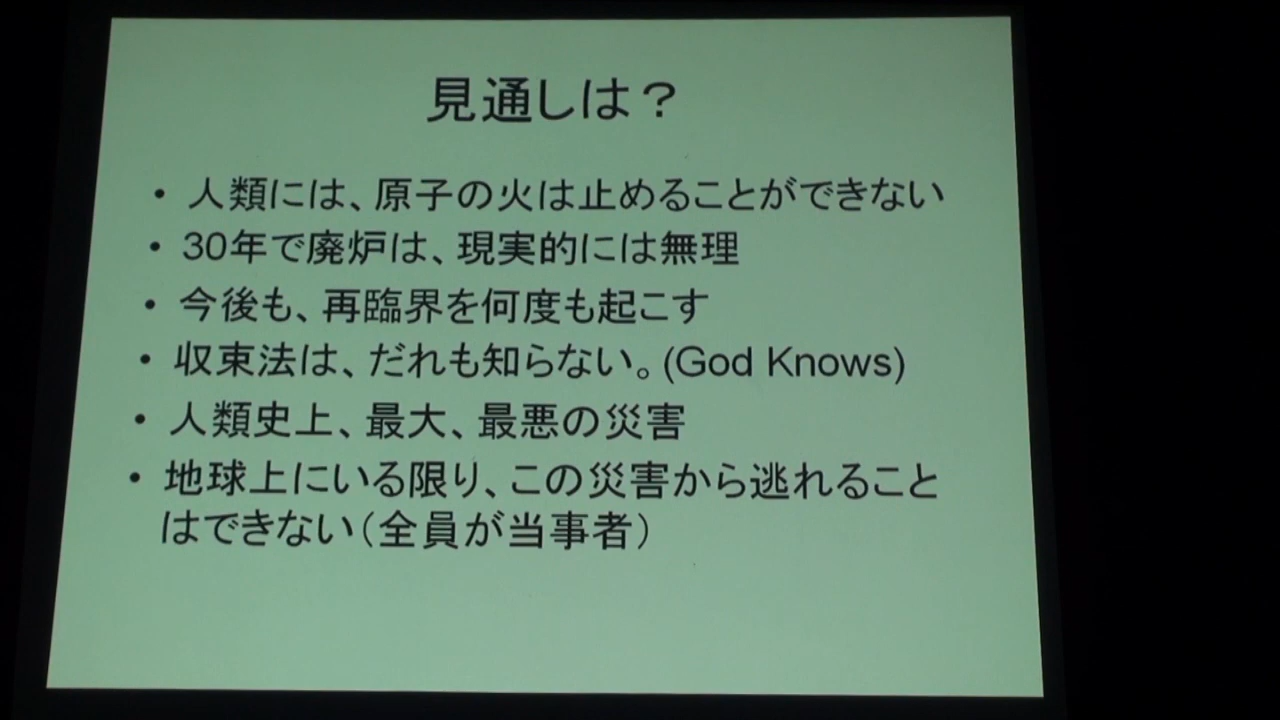 見通しは？
• 人類には、原子の火は止めることができない
• 30年で廃炉は、現実的には無理
• 今後も、再臨界を何度も起こす
• 収束法は、だれも知らない。(God Knows)
• 人類史上、最大、最悪の災害
• 地球上にいる限り、この災害から逃れること
はできない（全員が当事者）